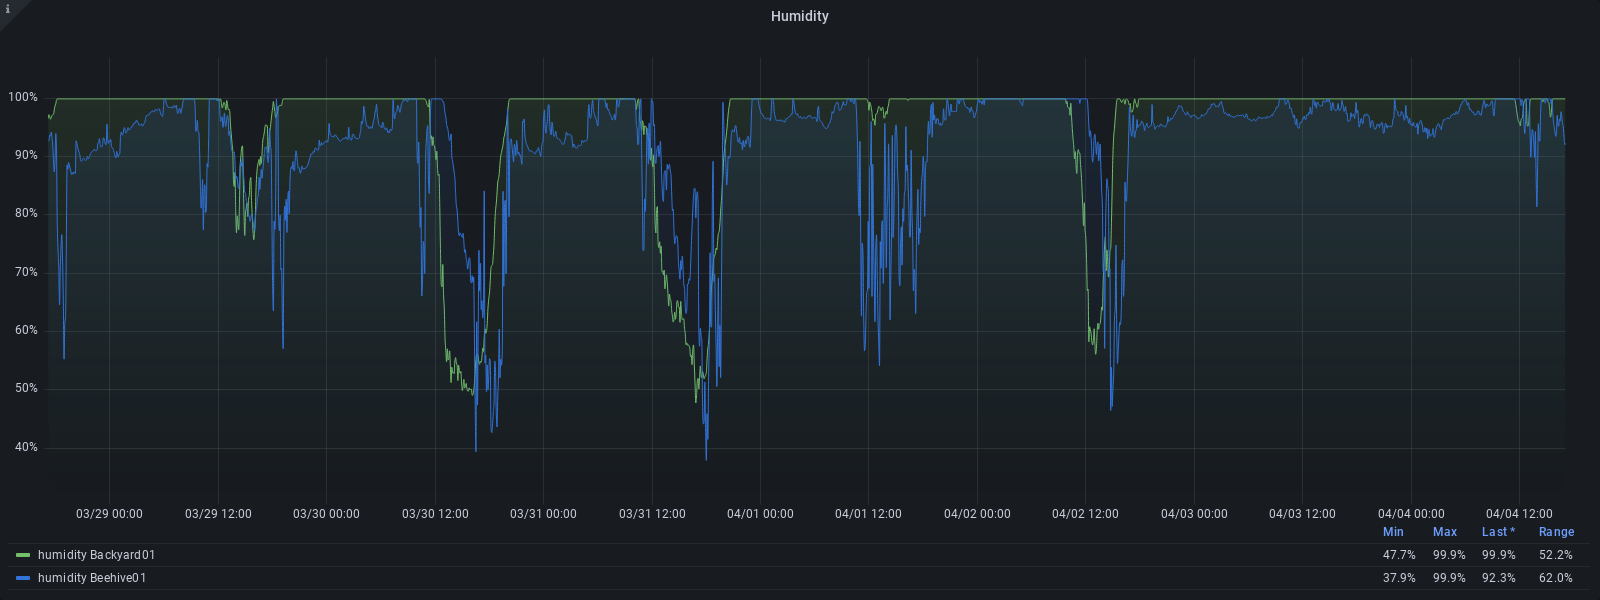 i
Humidity
100%
90%
80%
70%
60%
50%
40%
03/29 00:00 03/29 12:00 03/30 00:00 03/30 12:00 03/31 00:00 03/31 12:00 04/01 00:00 04/01 12:00 04/02 00:00 04/02 12:00 04/03 00:00 04/03 12:00 04/04 00:00 04/04 12:00
Min Max Last * Range
humidity Backyard01 47.7% 99.9% 99.9% 52.2%
humidity Beehive01 37.9% 99.9% 92.3% 62.0%